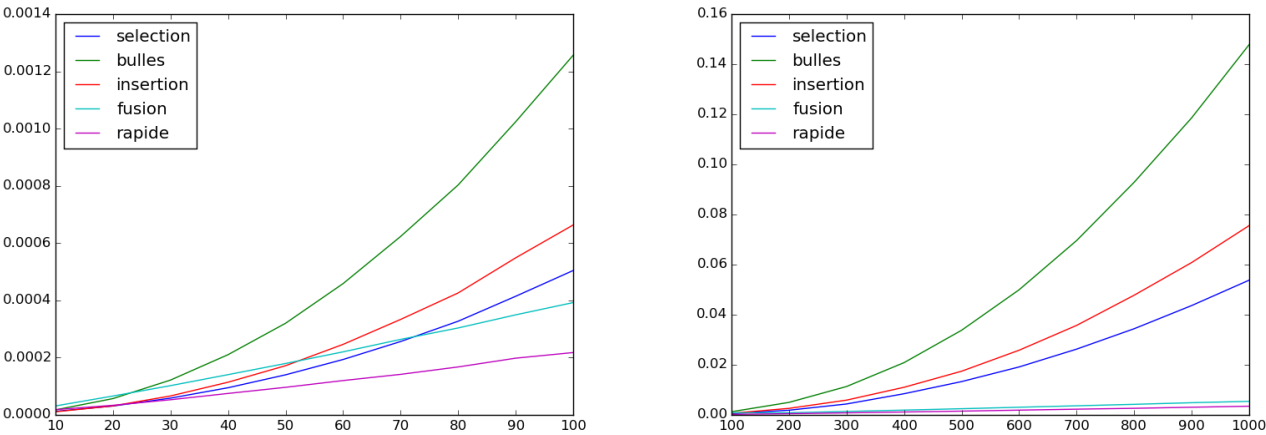 0.0014
0.0012
0.0010
0.0008
0.0006
0.0004
0.0002
0.0000
selection
bulles
insertion
fusion
rapide
10 20 30 40 50 60 70 80 90 100
0.16
0.14
0.12
0.10
0.08
0.06
0.04
0.02
0.00
selection
bulles
insertion
fusion
rapide
100 200 300 400 500 600 700 800 900 1000